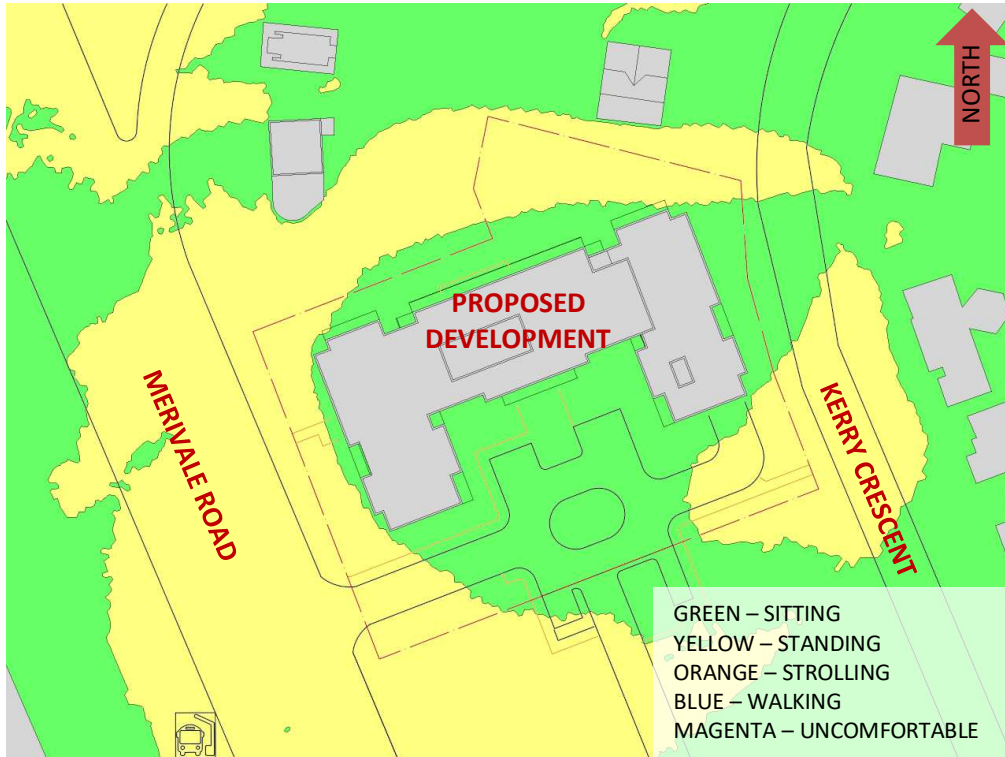 NORTH
PROPOSED
DEVELOPMENT
MERIVALE ROAD
KERRY CRESCENT
GREEN – SITTING
YELLOW – STANDING
ORANGE – STROLLING
BLUE – WALKING
MAGENTA – UNCOMFORTABLE